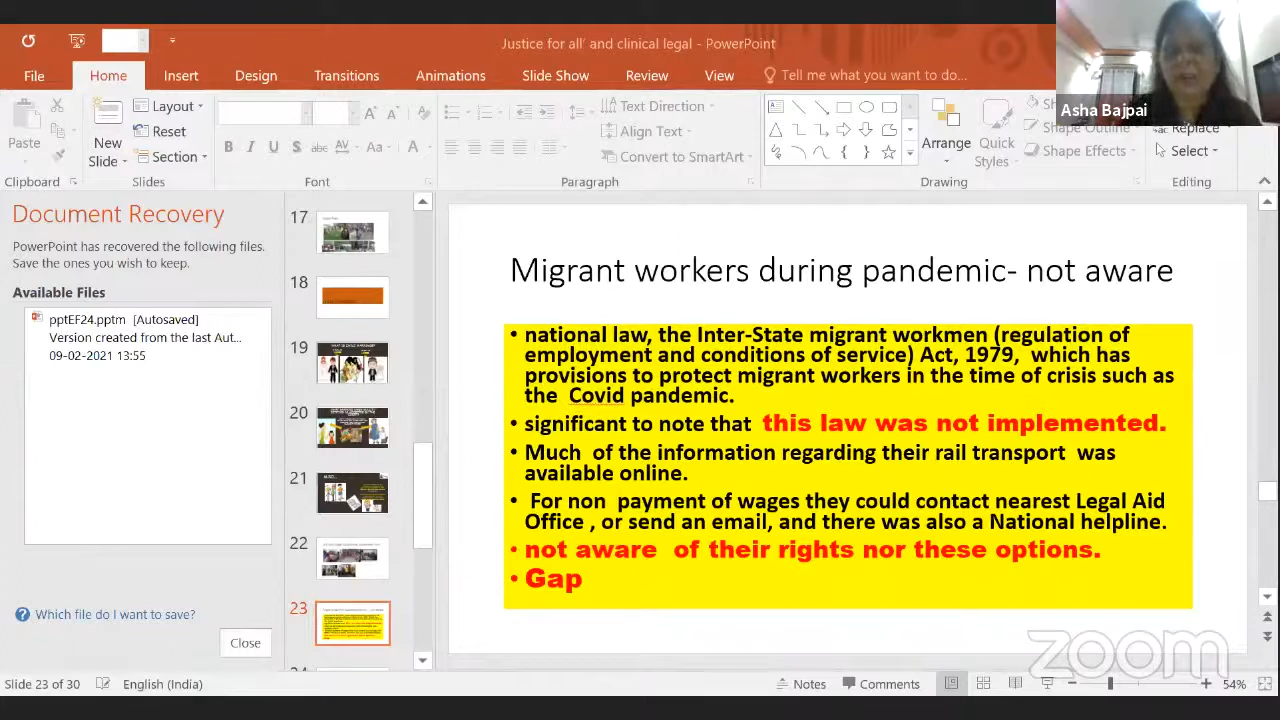 Justice for all' and clinical legal - PowerPoint
File
Home
Insert
Design
Transitions
Animations
Slide Show
Review
View
Tell me what you want to do...
Asha Bajpai
Paste
New
Slide
Layout
Reset
Section
B I U S abc AV Aa A
Text Direction
Align Text
Convert to SmartArt
Arrange
Quick
Styles
Shape Outline
Shape Effects
Replace
Select
Clipboard
Slides
Font
Paragraph
Drawing
Editing
Document Recovery
PowerPoint has recovered the following files.
Save the ones you wish to keep.
Available Files
pptEF24.pptm [Autosaved]
Version created from the last Aut...
09-02-2021 13:55
Which file do I want to save?
Close
17
18
19
20
21
22
23
Migrant workers during pandemic- not aware
• national law, the Inter-State migrant workmen (regulation of
employment and conditions of service) Act, 1979, which has
provisions to protect migrant workers in the time of crisis such as
the Covid pandemic.
• significant to note that this law was not implemented.
• Much of the information regarding their rail transport was
available online.
• For non payment of wages they could contact nearest Legal Aid
Office , or send an email, and there was also a National helpline.
• not aware of their rights nor these options.
• Gap
zoom
Slide 23 of 30
English (India)
Notes
Comments
54%